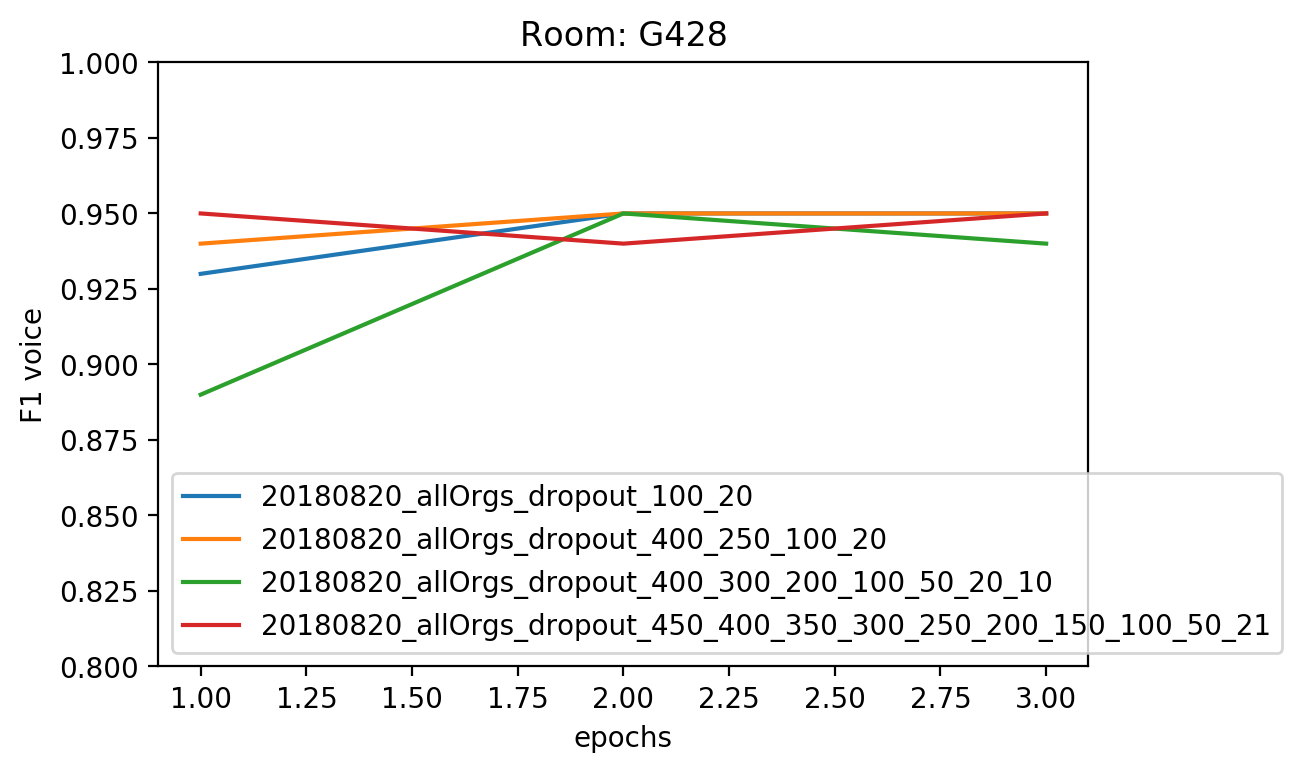 Room: G428
1.000
0.975
0.950
0.925
0.900
0.875
0.850
0.825
0.800
F1 voice
20180820_allOrgs_dropout_100_20
20180820_allOrgs_dropout_400_250_100_20
20180820_allOrgs_dropout_400_300_200_100_50_20_10
20180820_allOrgs_dropout_450_400_350_300_250_200_150_100_50_21
1.00 1.25 1.50 1.75 2.00 2.25 2.50 2.75 3.00
epochs